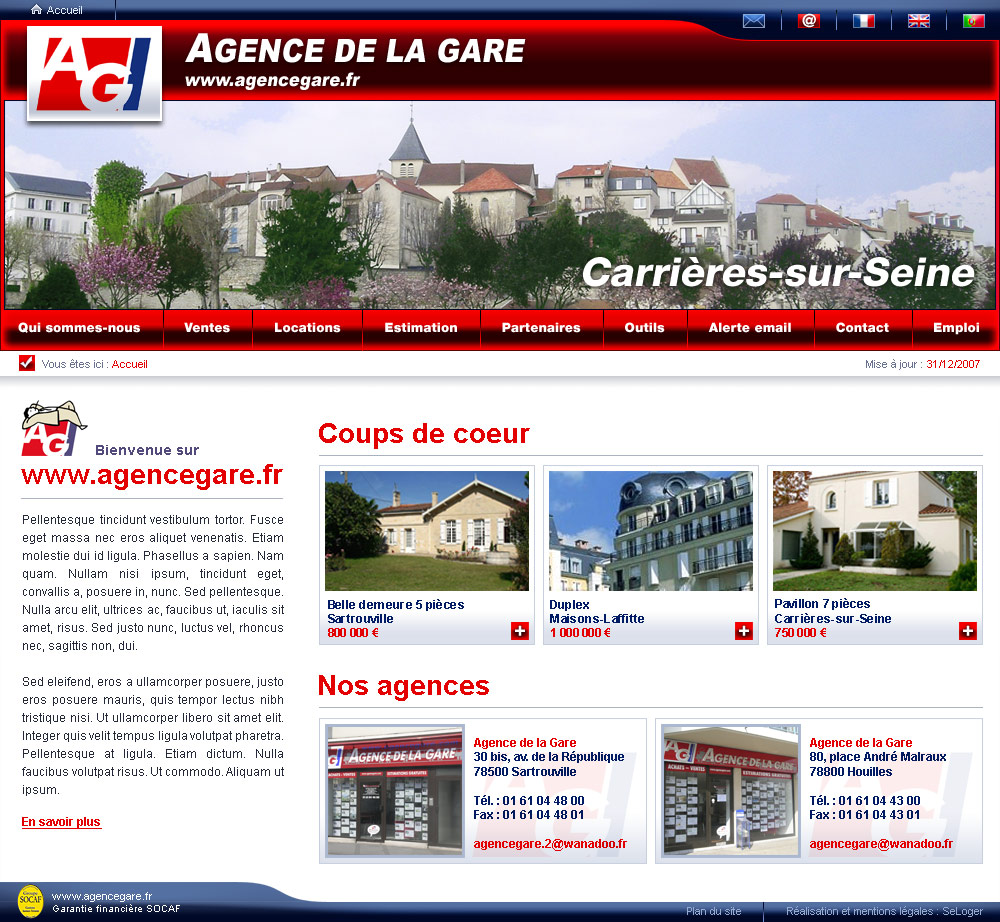 Accueil
AGI
AGENCE DE LA GARE
www.agencegare.fr
Carrières-sur-Seine
Qui sommes-nous
Ventes
Locations
Estimation
Partenaires
Outils
Alerte email
Contact
Emploi
Vous êtes ici : Accueil
Mise à jour : 31/12/2007
AGI
Bienvenue sur
www.agencegare.fr
Pellentesque tincidunt vestibulum tortor. Fusce
eget massa nec eros aliquet venenatis. Etiam
molestie dui id ligula. Phasellus a sapien. Nam
quam. Nullam nisi ipsum, tincidunt eget,
convallis a, posuere in, nunc. Sed pellentesque.
Nulla arcu elit, ultrices ac, faucibus ut, iaculis sit
amet, risus. Sed justo nunc, luctus vel, rhoncus
nec, sagittis non, dui.
Sed eleifend, eros a ullamcorper posuere, justo
eros posuere mauris, quis tempor lectus nibh
tristique nisi. Ut ullamcorper libero sit amet elit.
Integer quis velit tempus ligula volutpat pharetra.
Pellentesque at ligula. Etiam dictum. Nulla
faucibus volutpat risus. Ut commodo. Aliquam ut
ipsum.
En savoir plus
Coups de coeur
Belle demeure 5 pièces
Sartrouville
800 000 €
Duplex
Maisons-Laffitte
1 000 000 €
Pavillon 7 pièces
Carrières-sur-Seine
750 000 €
Nos agences
AGENCE DE LA GARE
ACHATS - VENTES
ESTIMATIONS GRATUITES
Agence de la Gare
30 bis, av. de la République
78500 Sartrouville
Tél. : 01 61 04 48 00
Fax : 01 61 04 48 01
agencegare.2@wanadoo.fr
AGI
AGENCE DE LA GARE
ACHATS - VENTES
ESTIMATIONS GRATUITES
Agence de la Gare
80, place André Malraux
78800 Houilles
Tél. : 01 61 04 43 00
Fax : 01 61 04 43 01
agencegare@wanadoo.fr
SOCAF
www.agencegare.fr
Garantie financière SOCAF
Plan du site
Réalisation et mentions légales : SeLoger